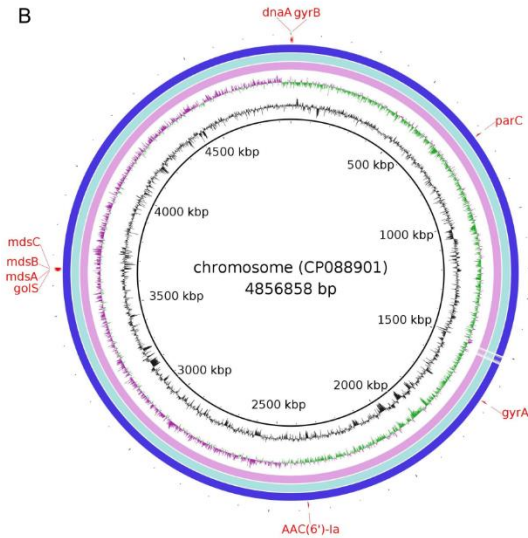 B
dnaA gyrB
parC
4500 kbp
500 kbp
4000 kbp
1000 kbp
mdsC
mdsB
mdsA
golS
chromosome (CP088901)
4856858 bp
3500 kbp
1500 kbp
3000 kbp
2000 kbp
2500 kbp
gyrA
AAC(6')-Ia